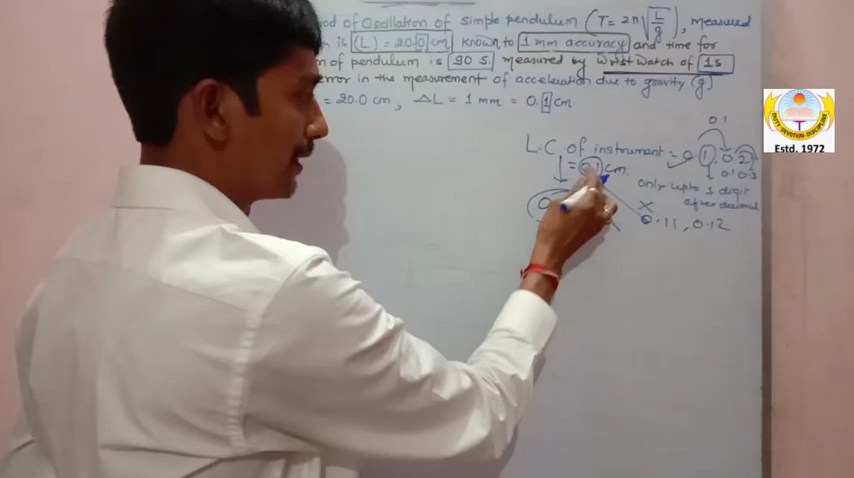 od of Oscillation of simple pendulum (T = 2π√(L/g)), measured
n is (L) = 20.0 cm known to 1 mm accuracy and time for
m of pendulum is 90 s measured by Wrist Watch of 1s
error in the measurement of acceleration due to gravity (g)
= 20.0 cm, ΔL = 1 mm = 0.1 cm
0.1
L.C of instrument = 0.1, 0.2
= 0.1 cm.
0.1 0.3
only upto 1 digit
after decimal
0.11, 0.12
DUTY·DEVOTION·DISCIPLINE
Estd. 1972